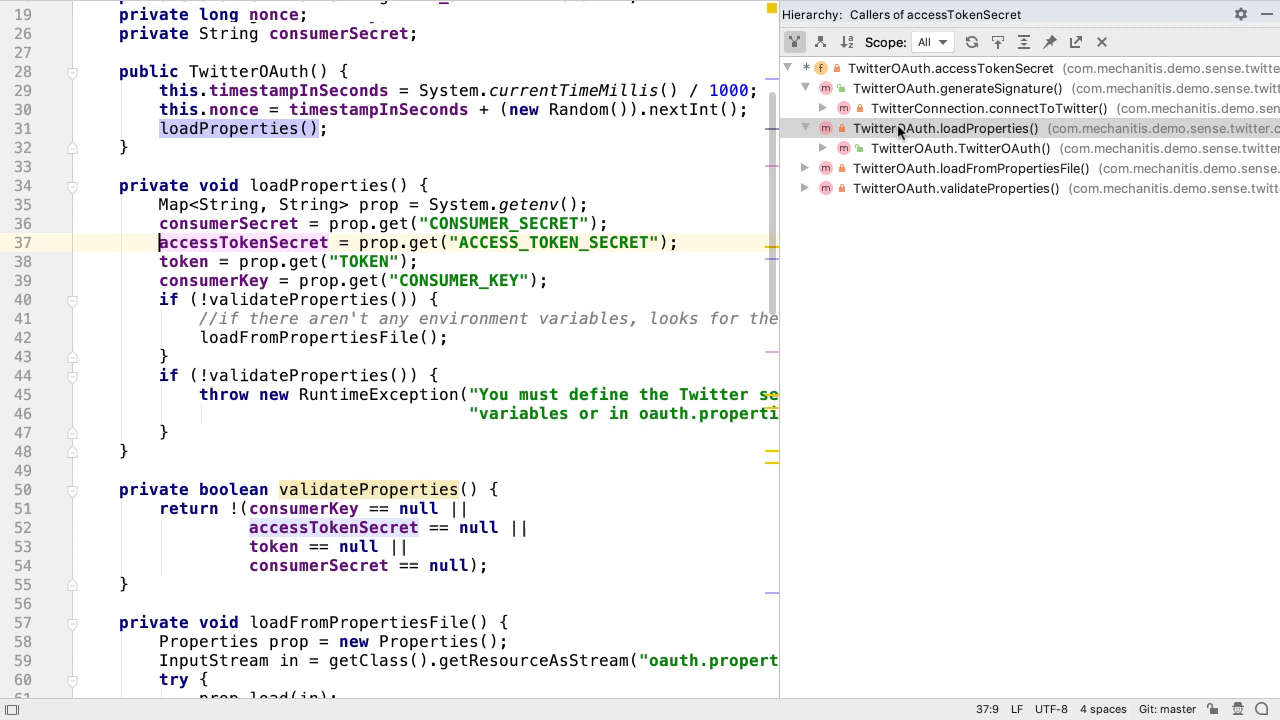 19 private long nonce;
26 private String consumerSecret;
27
28 public TwitterOAuth() {
29 this.timestampInSeconds = System.currentTimeMillis() / 1000;
30 this.nonce = timestampInSeconds + (new Random()).nextInt();
31 loadProperties();
32 }
33
34 private void loadProperties() {
35 Map<String, String> prop = System.getenv();
36 consumerSecret = prop.get("CONSUMER_SECRET");
37 accessTokenSecret = prop.get("ACCESS_TOKEN_SECRET");
38 token = prop.get("TOKEN");
39 consumerKey = prop.get("CONSUMER_KEY");
40 if (!validateProperties()) {
41 //if there aren't any environment variables, looks for the
42 loadFromPropertiesFile();
43 }
44 if (!validateProperties()) {
45 throw new RuntimeException("You must define the Twitter se
46 "variables or in oauth.properti
47 }
48 }
49
50 private boolean validateProperties() {
51 return !(consumerKey == null ||
52 accessTokenSecret == null ||
53 token == null ||
54 consumerSecret == null);
55 }
56
57 private void loadFromPropertiesFile() {
58 Properties prop = new Properties();
59 InputStream in = getClass().getResourceAsStream("oauth.propert
60 try {
61 prop.load(in);
Hierarchy: Callers of accessTokenSecret
Scope: All
* f TwitterOAuth.accessTokenSecret (com.mechanitis.demo.sense.twitte
m TwitterOAuth.generateSignature() (com.mechanitis.demo.sense.twitter
m TwitterConnection.connectToTwitter() (com.mechanitis.demo.sen
m TwitterOAuth.loadProperties() (com.mechanitis.demo.sense.twitter.o
m TwitterOAuth.TwitterOAuth() (com.mechanitis.demo.sense.twitter
m TwitterOAuth.loadFromPropertiesFile() (com.mechanitis.demo.sense.
m TwitterOAuth.validateProperties() (com.mechanitis.demo.sense.twitt
37:9 LF UTF-8 4 spaces Git: master